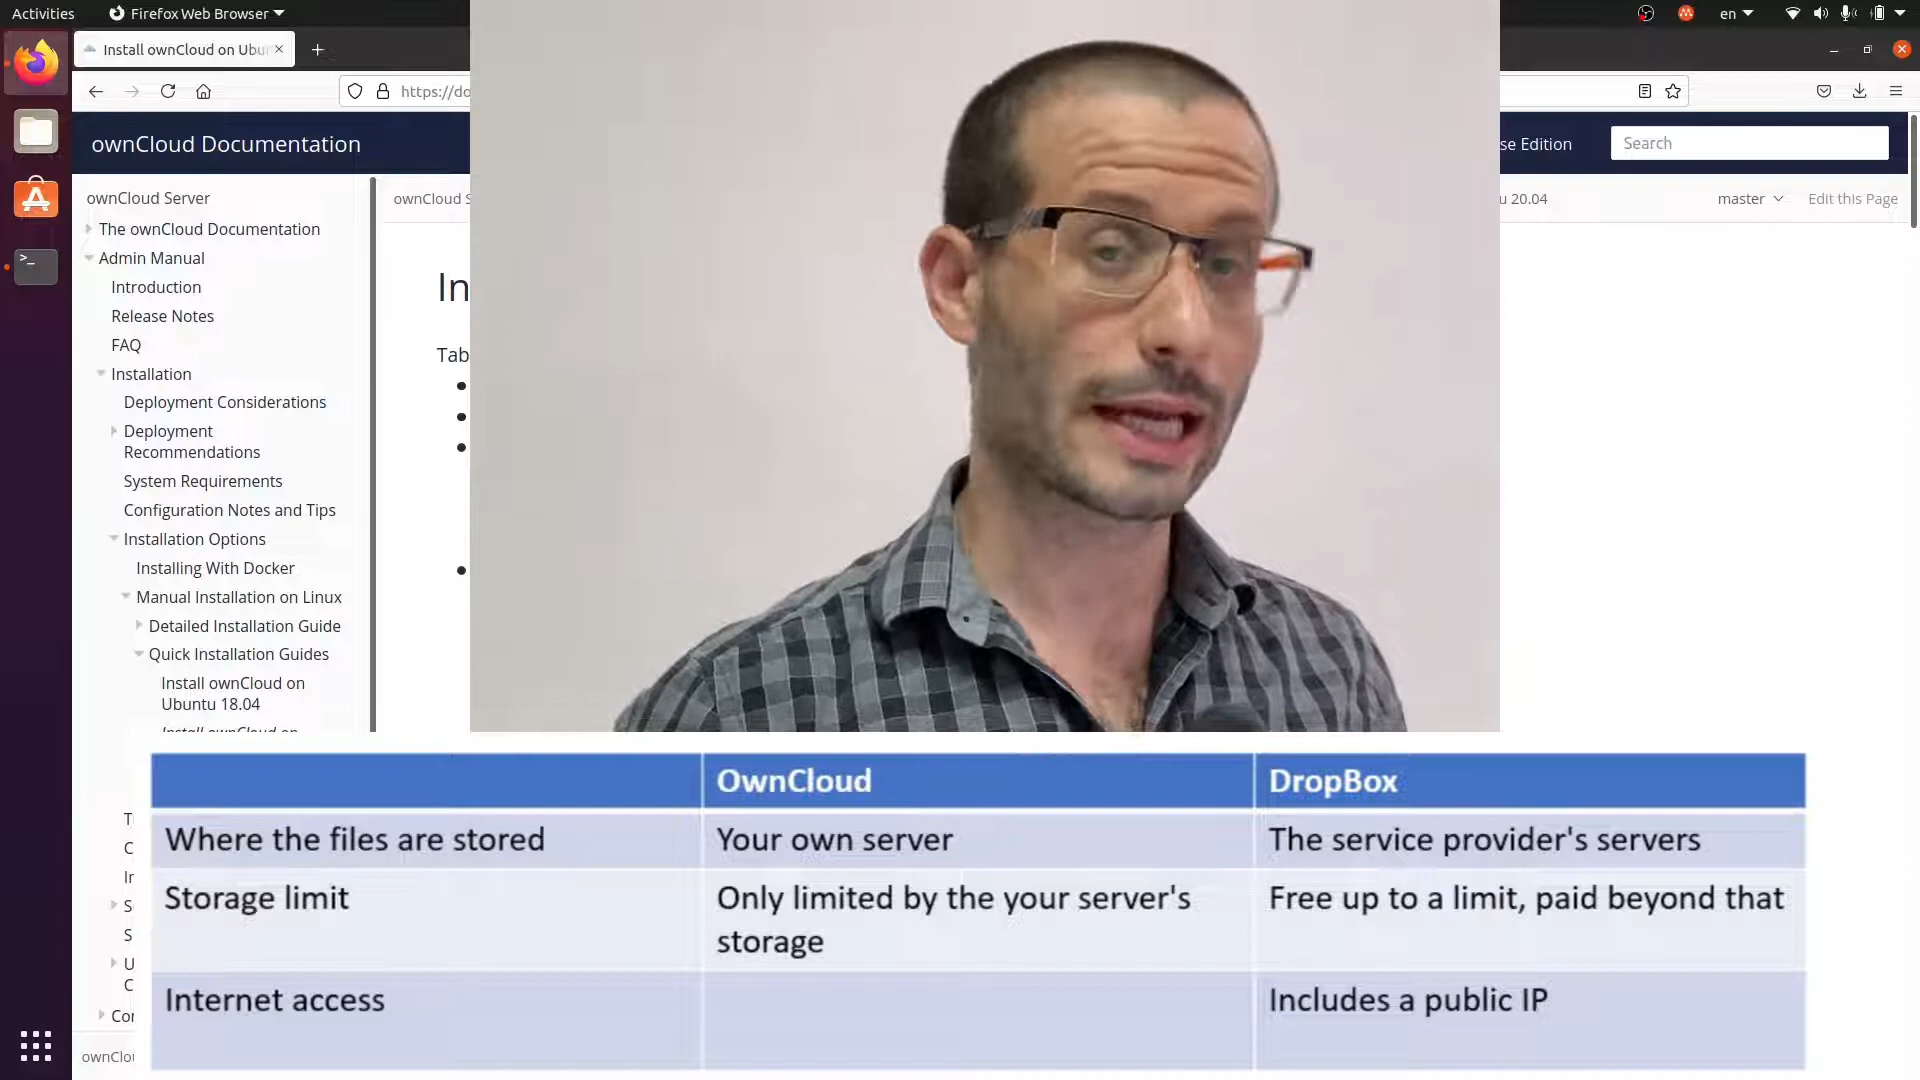 Activities
Firefox Web Browser
en
Install ownCloud on Ubu
https://do
ownCloud Documentation
se Edition
Search
ownCloud Server
ownCloud S
u 20.04
master
Edit this Page
The ownCloud Documentation
Admin Manual
Introduction
Release Notes
FAQ
Installation
Deployment Considerations
Deployment
Recommendations
System Requirements
Configuration Notes and Tips
Installation Options
Installing With Docker
Manual Installation on Linux
Detailed Installation Guide
Quick Installation Guides
Install ownCloud on
Ubuntu 18.04
Install ownCloud on
In
Tab
OwnCloud
DropBox
Where the files are stored
Your own server
The service provider's servers
Storage limit
Only limited by the your server's
storage
Free up to a limit, paid beyond that
Internet access
Includes a public IP
Cor
ownClou